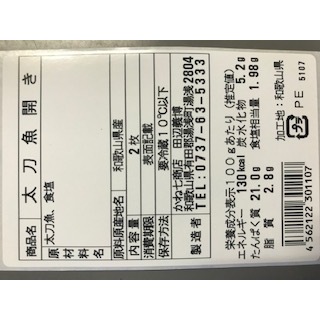 商品名 太刀魚開き
原材料名 太刀魚、食塩
原料原産地名 和歌山県産
内容量 2枚
消費期限 表面記載
保存方法 要冷蔵10℃以下
製造者 かね七商店 田辺義博
和歌山県有田郡湯浅町湯浅2804
TEL:0737-63-5333
栄養成分表示100gあたり(推定値)
エネルギー 130kcal 炭水化物 5.2g
たんぱく質 21.0g 食塩相当量 1.98g
脂質 2.8g
加工地:和歌山県
プラ PE 5107
4562122301107